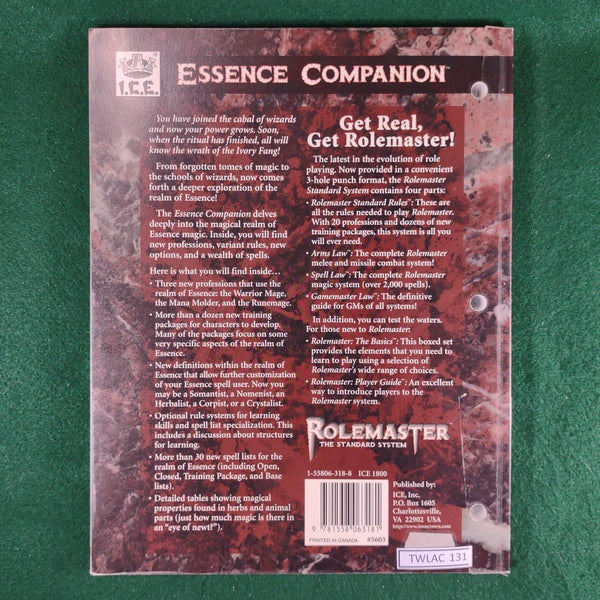 I.C.E.
ESSENCE COMPANION™
You have joined the cabal of wizards
and now your power grows. Soon,
when the ritual has finished, all will
know the wrath of the Ivory Fang!
From forgotten tomes of magic to
the schools of wizards, now comes
forth a deeper exploration of the
realm of Essence!
The Essence Companion delves
deeply into the magical realm of
Essence magic. Inside, you will find
new professions, variant rules, new
options, and a wealth of spells.
Here is what you will find inside…
• Three new professions that use the
realm of Essence: the Warrior Mage,
the Mana Molder, and the Runemage.
• More than a dozen new training
packages for characters to develop.
Many of the packages focus on some
very specific aspects of the realm of
Essence.
• New definitions within the realm of
Essence that allow further customization
of your Essence spell user. Now you
may be a Somantist, a Nomenist, an
Herbalist, a Corpist, or a Crystalist.
• Optional rule systems for learning
skills and spell list specialization. This
includes a discussion about structures
for learning.
• More than 30 new spell lists for the
realm of Essence (including Open,
Closed, Training Package, and Base
lists).
• Detailed tables showing magical
properties found in herbs and animal
parts (just how much magic is there in
an “eye of newt?”).
Get Real,
Get Rolemaster!
The latest in the evolution of role
playing. Now provided in a convenient
3-hole punch format, the Rolemaster
Standard System contains four parts:
• Rolemaster Standard Rules™: These are
all the rules needed to play Rolemaster.
With 20 professions and dozens of new
training packages, this system is all you
will ever need.
• Arms Law™: The complete Rolemaster
melee and missile combat system!
• Spell Law™: The complete Rolemaster
magic system (over 2,000 spells).
• Gamemaster Law™: The definitive
guide for GMs of all systems!
In addition, you can test the waters.
For those new to Rolemaster:
• Rolemaster: The Basics™: This boxed set
provides the elements that you need to
learn to play using a selection of
Rolemaster's wide range of choices.
• Rolemaster: Player Guide™: An excellent
way to introduce players to the
Rolemaster system.
ROLEMASTER
THE STANDARD SYSTEM
1-55806-318-8 ICE 1800
9 781558 063181
PRINTED IN CANADA #5603
Published by:
ICE, Inc.
P.O. Box 1605
Charlottesville,
VA 22902 USA
TWLAC 131